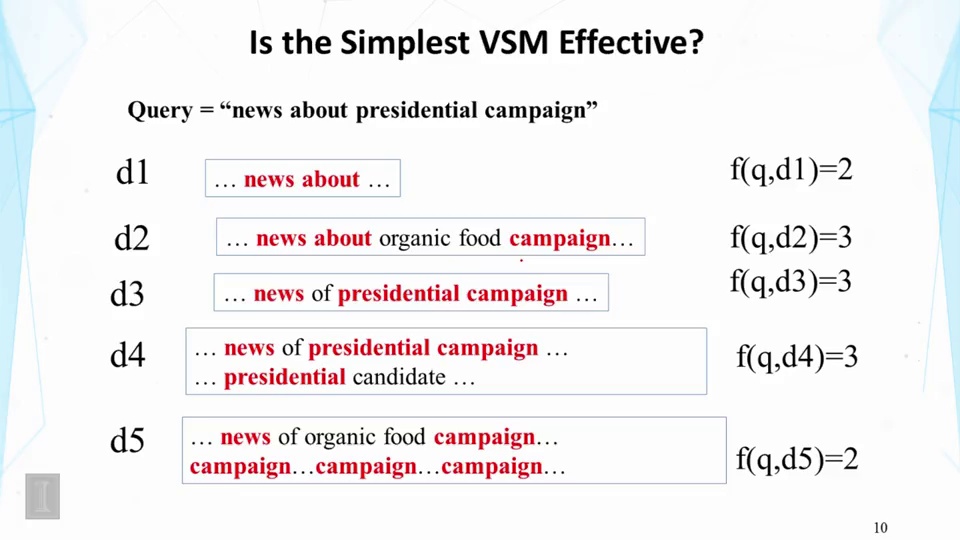 Is the Simplest VSM Effective?
Query = “news about presidential campaign”
d1 … news about … f(q,d1)=2
d2 … news about organic food campaign… f(q,d2)=3
d3 … news of presidential campaign … f(q,d3)=3
d4 … news of presidential campaign …
… presidential candidate … f(q,d4)=3
d5 … news of organic food campaign…
campaign…campaign…campaign… f(q,d5)=2
I
10